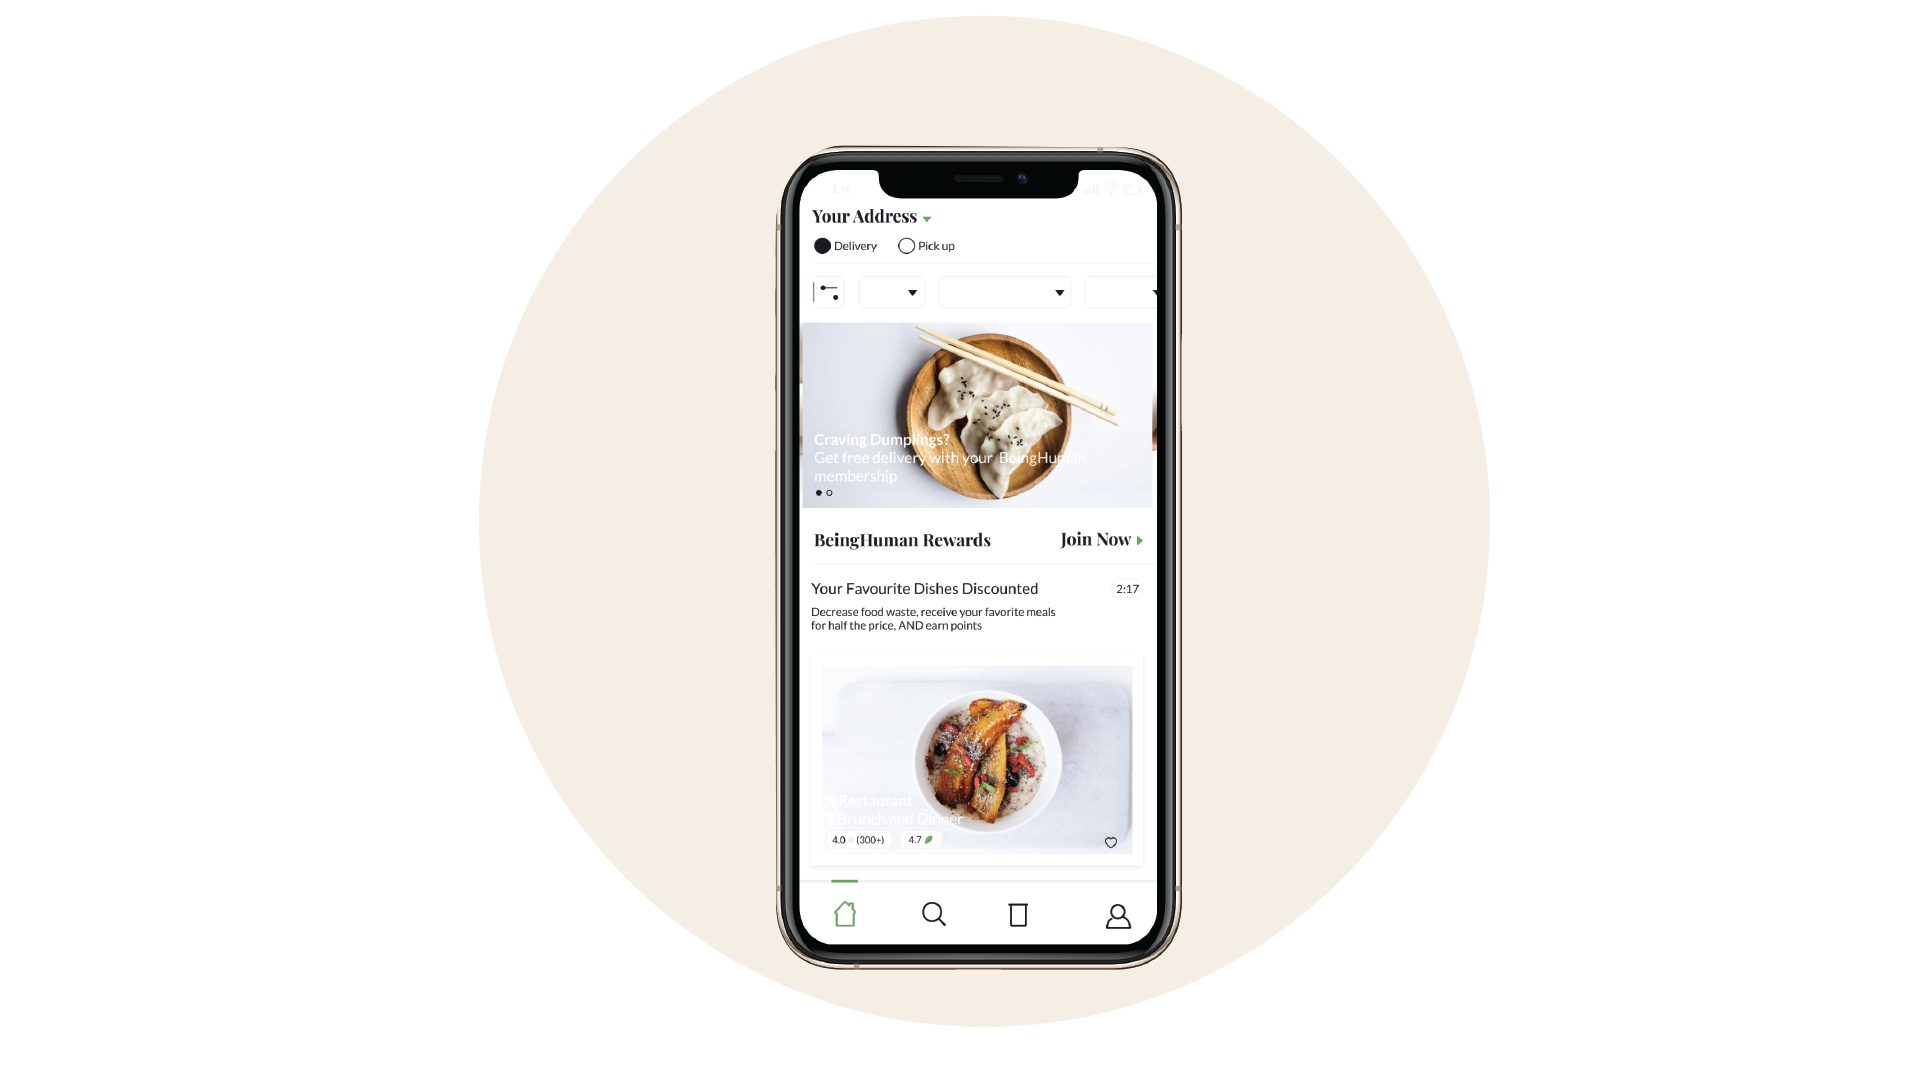 2:16
Your Address
Delivery
Pick up
Craving Dumplings?
Get free delivery with your BeingHuman
membership
BeingHuman Rewards
Join Now
Your Favourite Dishes Discounted
2:17
Decrease food waste, receive your favorite meals
for half the price, AND earn points
X Restaurant
$ Brunch and Dinner
4.0 (300+)
4.7